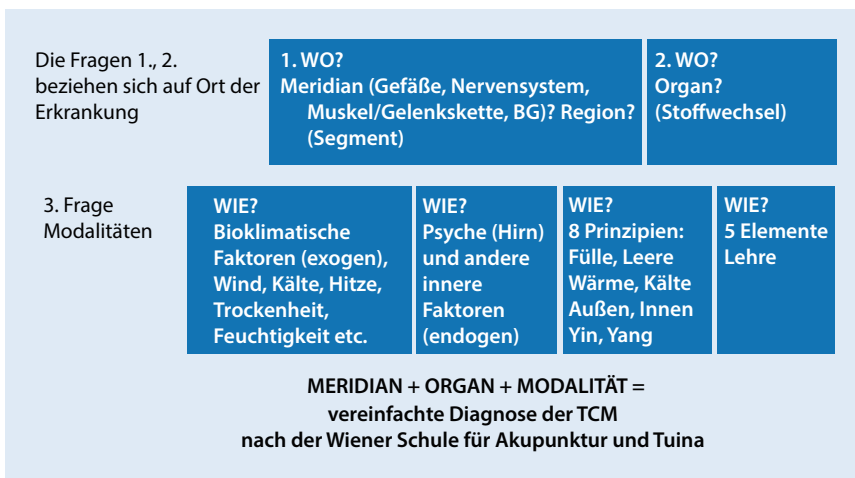 Die Fragen 1., 2.
beziehen sich auf Ort der
Erkrankung
1. WO?
Meridian (Gefäße, Nervensystem,
Muskel/Gelenkskette, BG)? Region?
(Segment)
2. WO?
Organ?
(Stoffwechsel)
3. Frage
Modalitäten
WIE?
Bioklimatische
Faktoren (exogen),
Wind, Kälte, Hitze,
Trockenheit,
Feuchtigkeit etc.
WIE?
Psyche (Hirn)
und andere
innere
Faktoren
(endogen)
WIE?
8 Prinzipien:
Fülle, Leere
Wärme, Kälte
Außen, Innen
Yin, Yang
WIE?
5 Elemente
Lehre
MERIDIAN + ORGAN + MODALITÄT =
vereinfachte Diagnose der TCM
nach der Wiener Schule für Akupunktur und Tuina